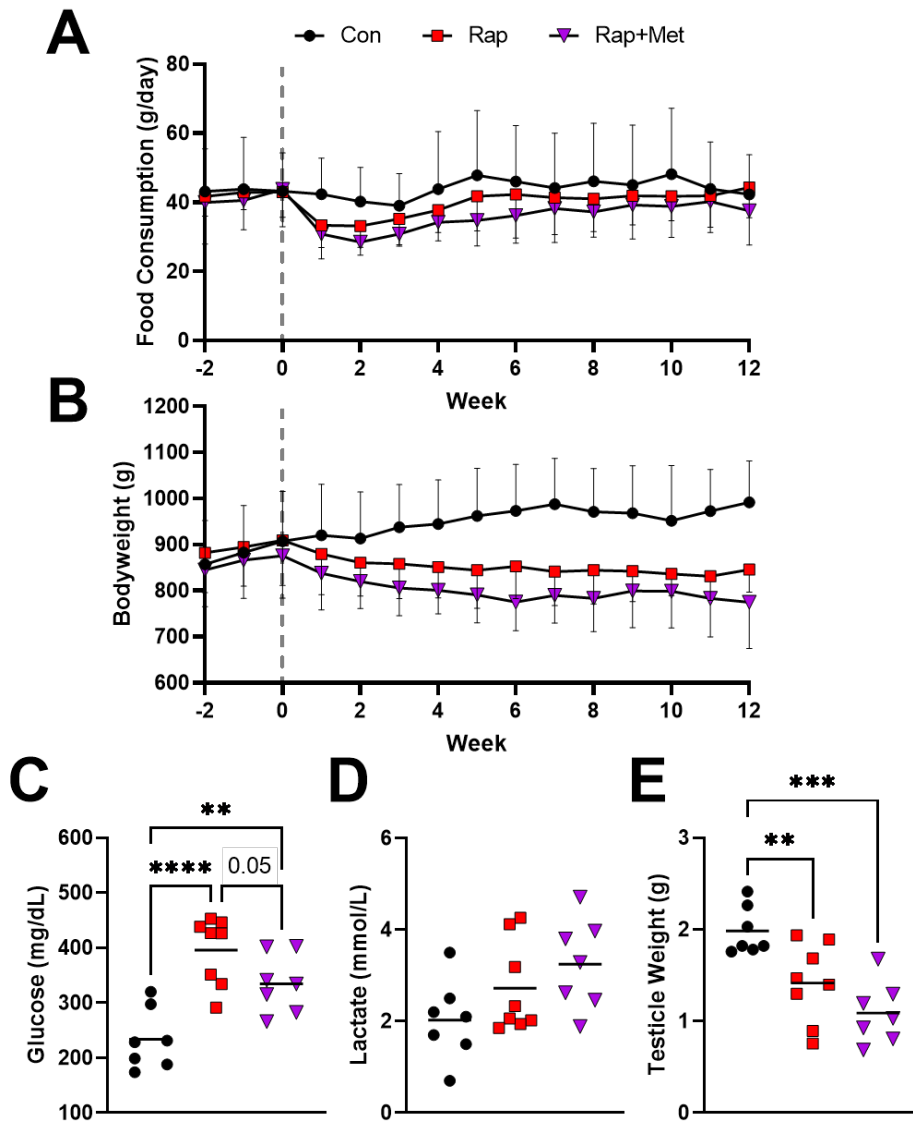 A
Con Rap Rap+Met
Food Consumption (g/day)
80
60
40
20
0
-2 0 2 4 6 8 10 12
Week
B
Bodyweight (g)
1200
1100
1000
900
800
700
600
-2 0 2 4 6 8 10 12
Week
C
Glucose (mg/dL)
600
500
400
300
200
100
**
****
0.05
D
Lactate (mmol/L)
6
4
2
0
E
Testicle Weight (g)
3
2
1
0
***
**